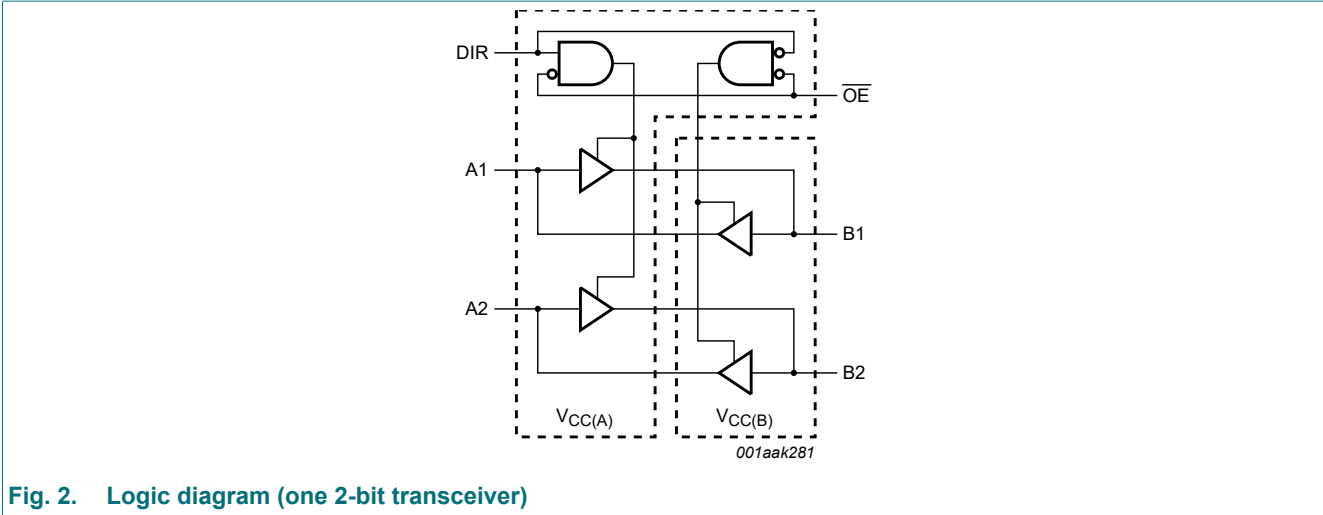 DIR
OE
A1
B1
A2
B2
VCC(A)
VCC(B)
001aak281
Fig. 2. Logic diagram (one 2-bit transceiver)